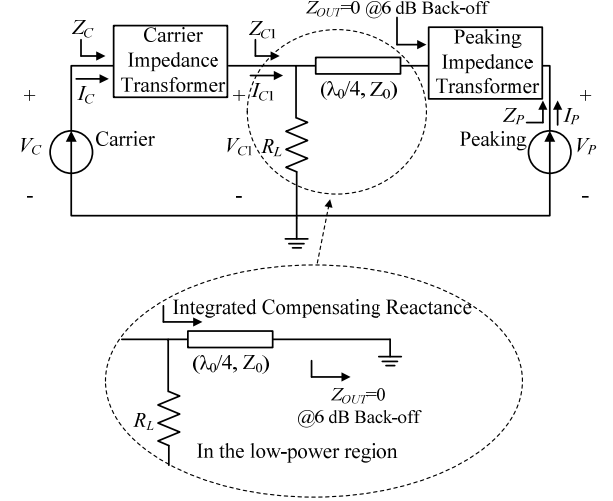 Z_OUT=0 @6 dB Back-off
Z_C
Carrier
Impedance
Transformer
Z_C1
Peaking
Impedance
Transformer
I_C
I_C1
(λ0/4, Z0)
Z_P
I_P
+
+
+
V_C
Carrier
V_C1
R_L
Peaking
V_P
-
-
-
Integrated Compensating Reactance
(λ0/4, Z0)
Z_OUT=0
@6 dB Back-off
R_L
In the low-power region